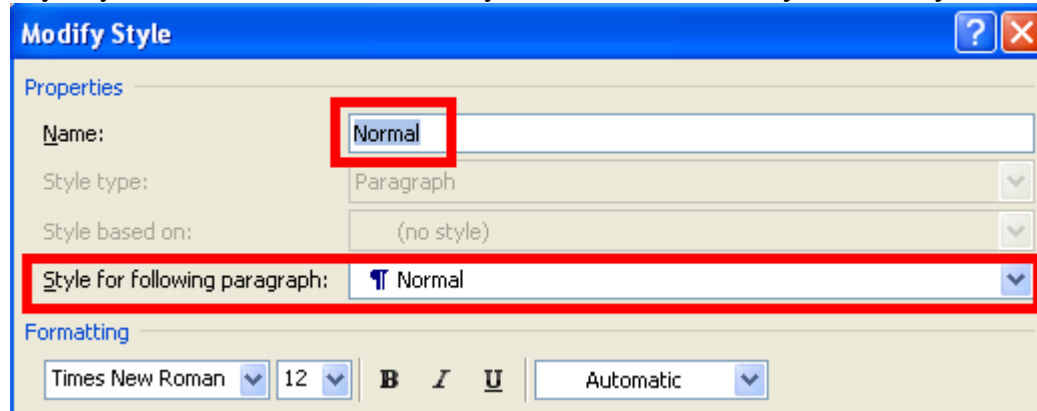 Modify Style
Properties
Name: Normal
Style type: Paragraph
Style based on: (no style)
Style for following paragraph: ¶ Normal
Formatting
Times New Roman 12 B I U Automatic